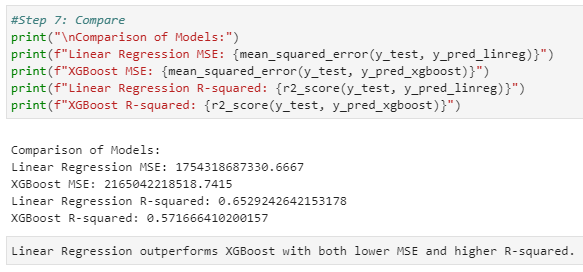 #Step 7: Compare
print("\nComparison of Models:")
print(f"Linear Regression MSE: {mean_squared_error(y_test, y_pred_linreg)}")
print(f"XGBoost MSE: {mean_squared_error(y_test, y_pred_xgboost)}")
print(f"Linear Regression R-squared: {r2_score(y_test, y_pred_linreg)}")
print(f"XGBoost R-squared: {r2_score(y_test, y_pred_xgboost)}")
Comparison of Models:
Linear Regression MSE: 1754318687330.6667
XGBoost MSE: 2165042218518.7415
Linear Regression R-squared: 0.6529242642153178
XGBoost R-squared: 0.571666410200157
Linear Regression outperforms XGBoost with both lower MSE and higher R-squared.